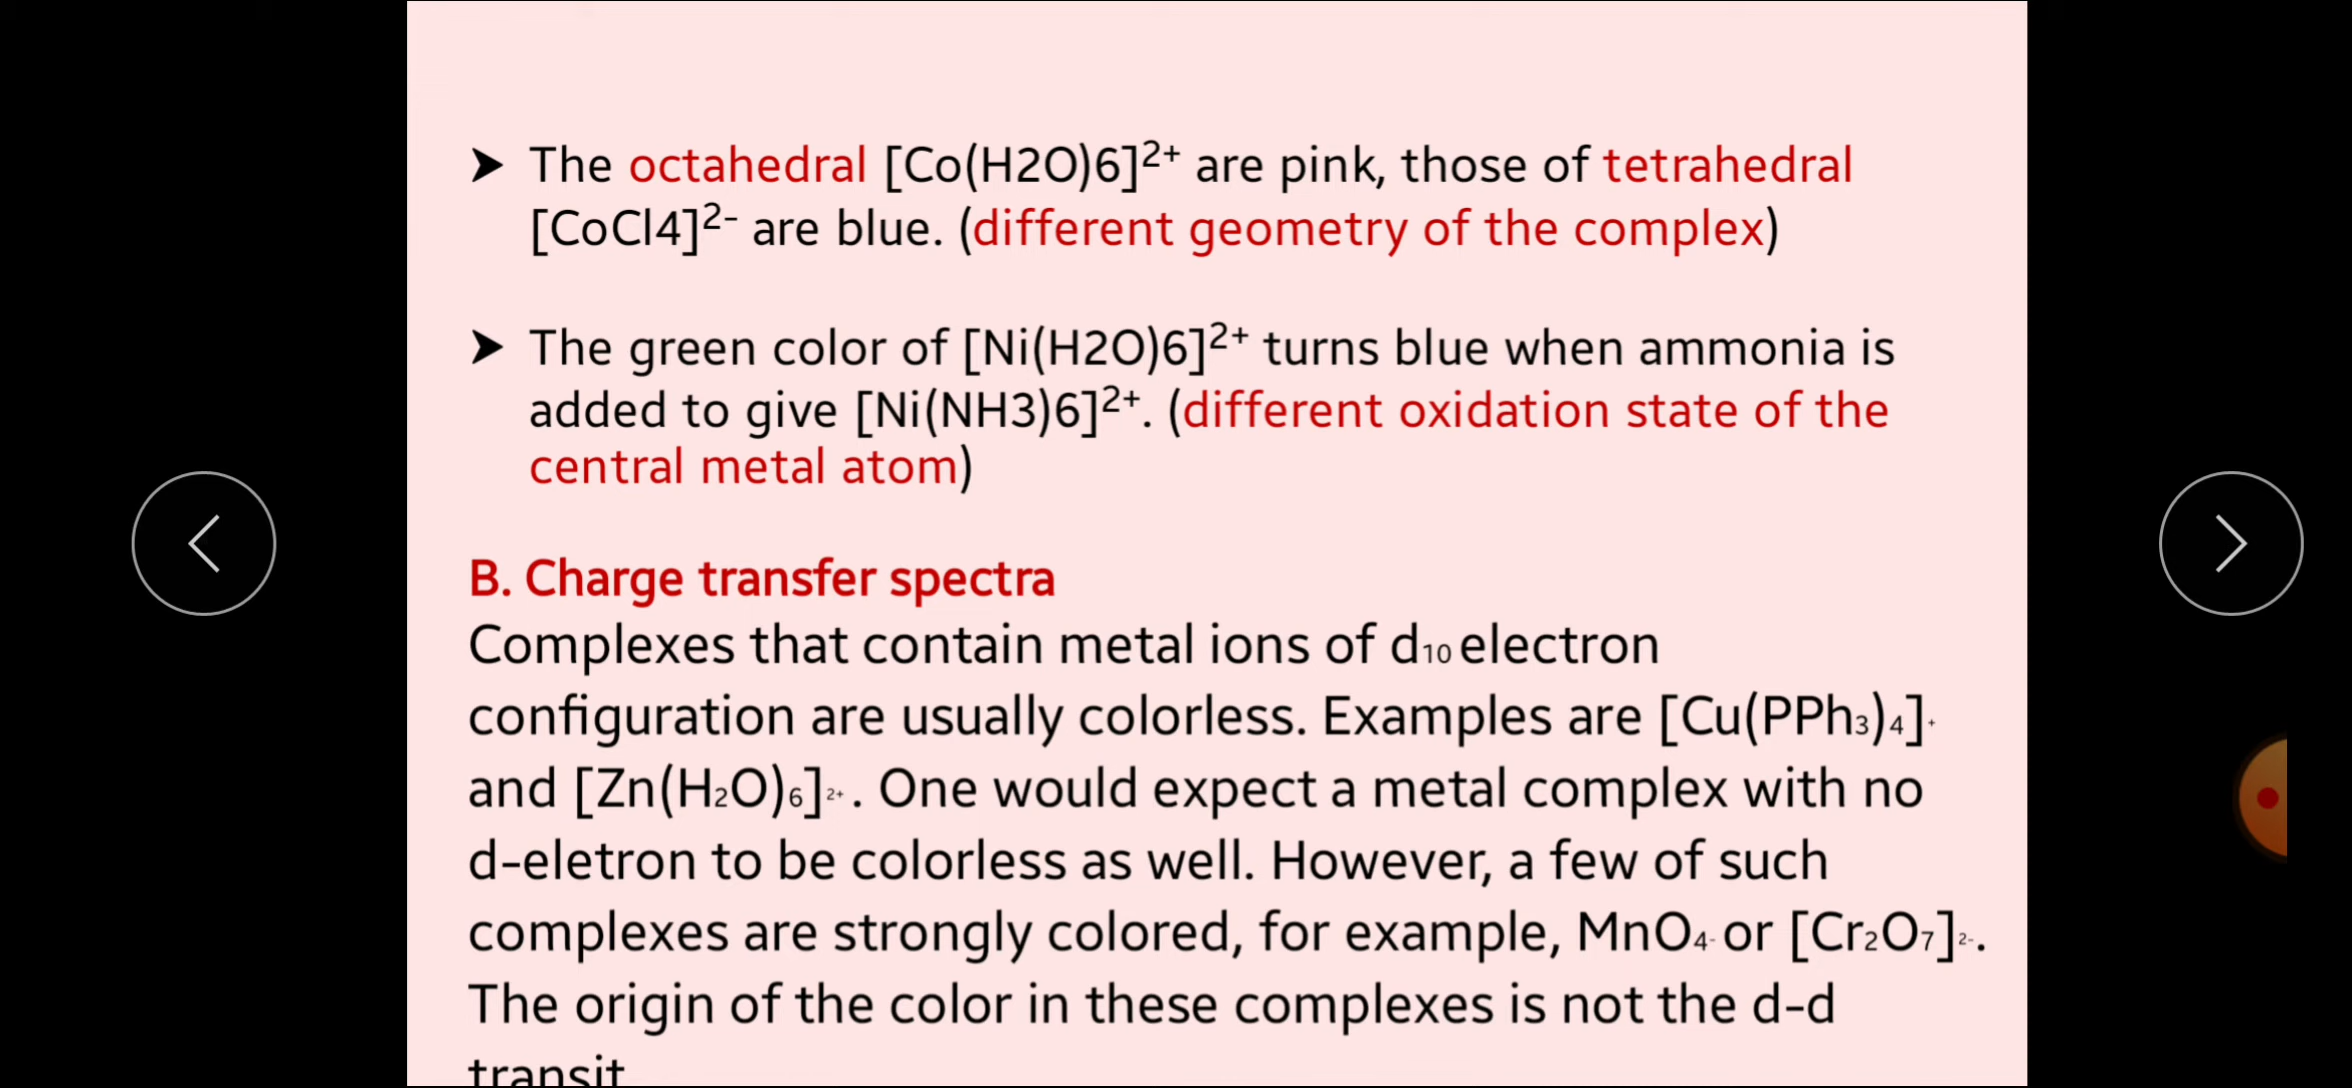 ➤ The octahedral [Co(H2O)6]²⁺ are pink, those of tetrahedral
[CoCl4]²⁻ are blue. (different geometry of the complex)
➤ The green color of [Ni(H2O)6]²⁺ turns blue when ammonia is
added to give [Ni(NH3)6]²⁺. (different oxidation state of the
central metal atom)
B. Charge transfer spectra
Complexes that contain metal ions of d₁₀ electron
configuration are usually colorless. Examples are [Cu(PPh₃)₄]⁺
and [Zn(H₂O)₆]²⁺ . One would expect a metal complex with no
d-eletron to be colorless as well. However, a few of such
complexes are strongly colored, for example, MnO₄⁻ or [Cr₂O₇]²⁻.
The origin of the color in these complexes is not the d-d
transit